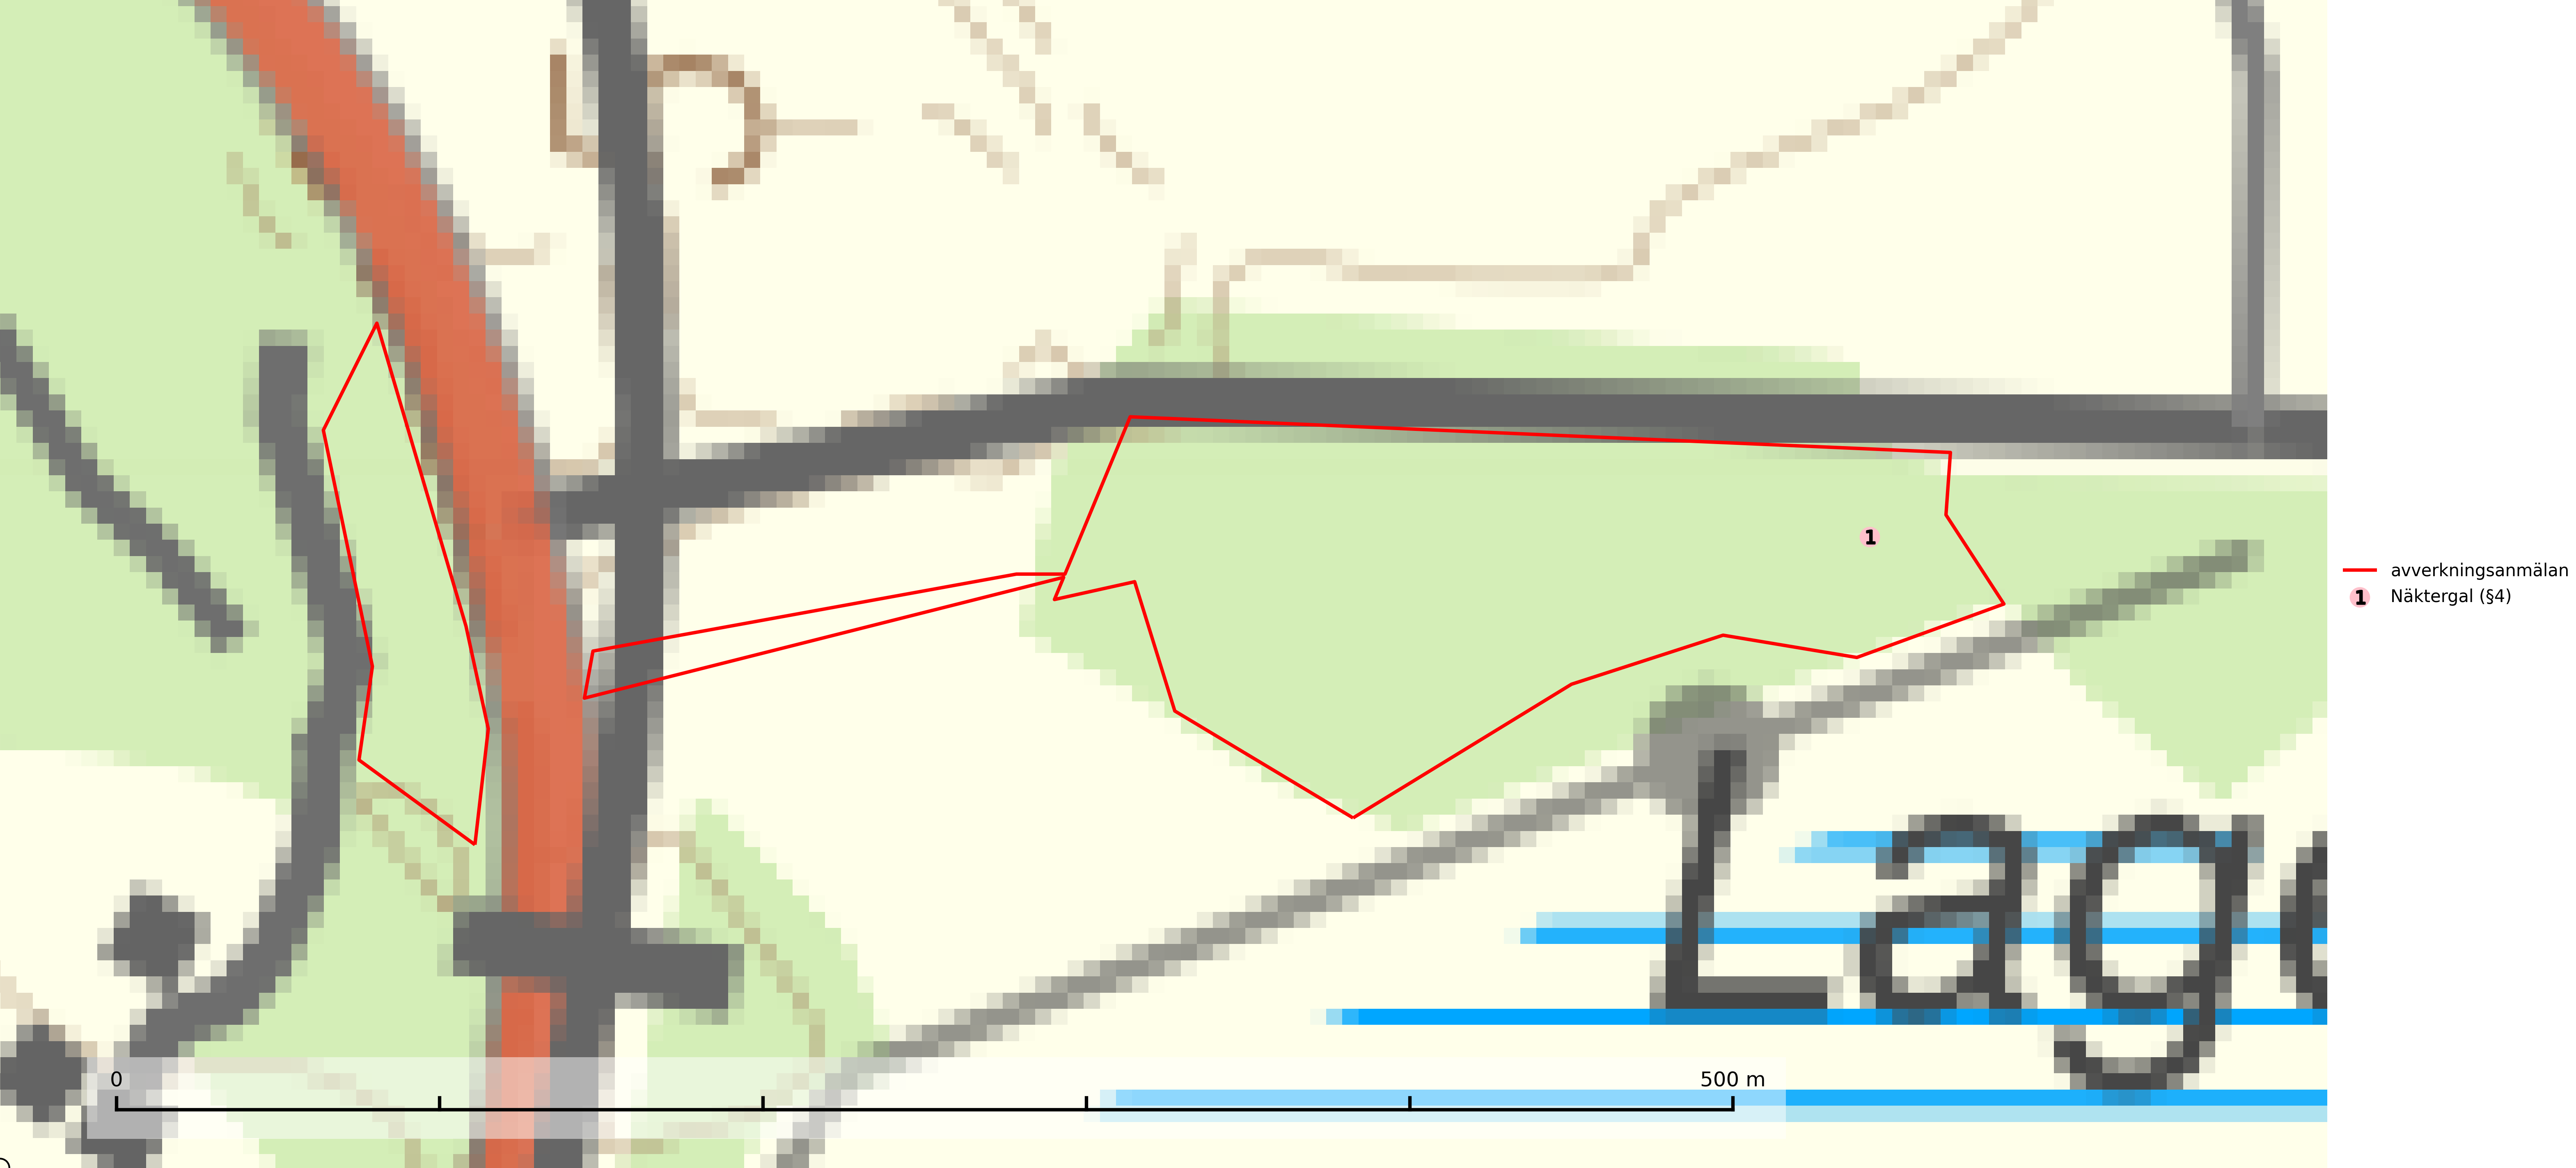 1
avverkningsanmälan
1 Näktergal (§4)
Lag
0 500 m